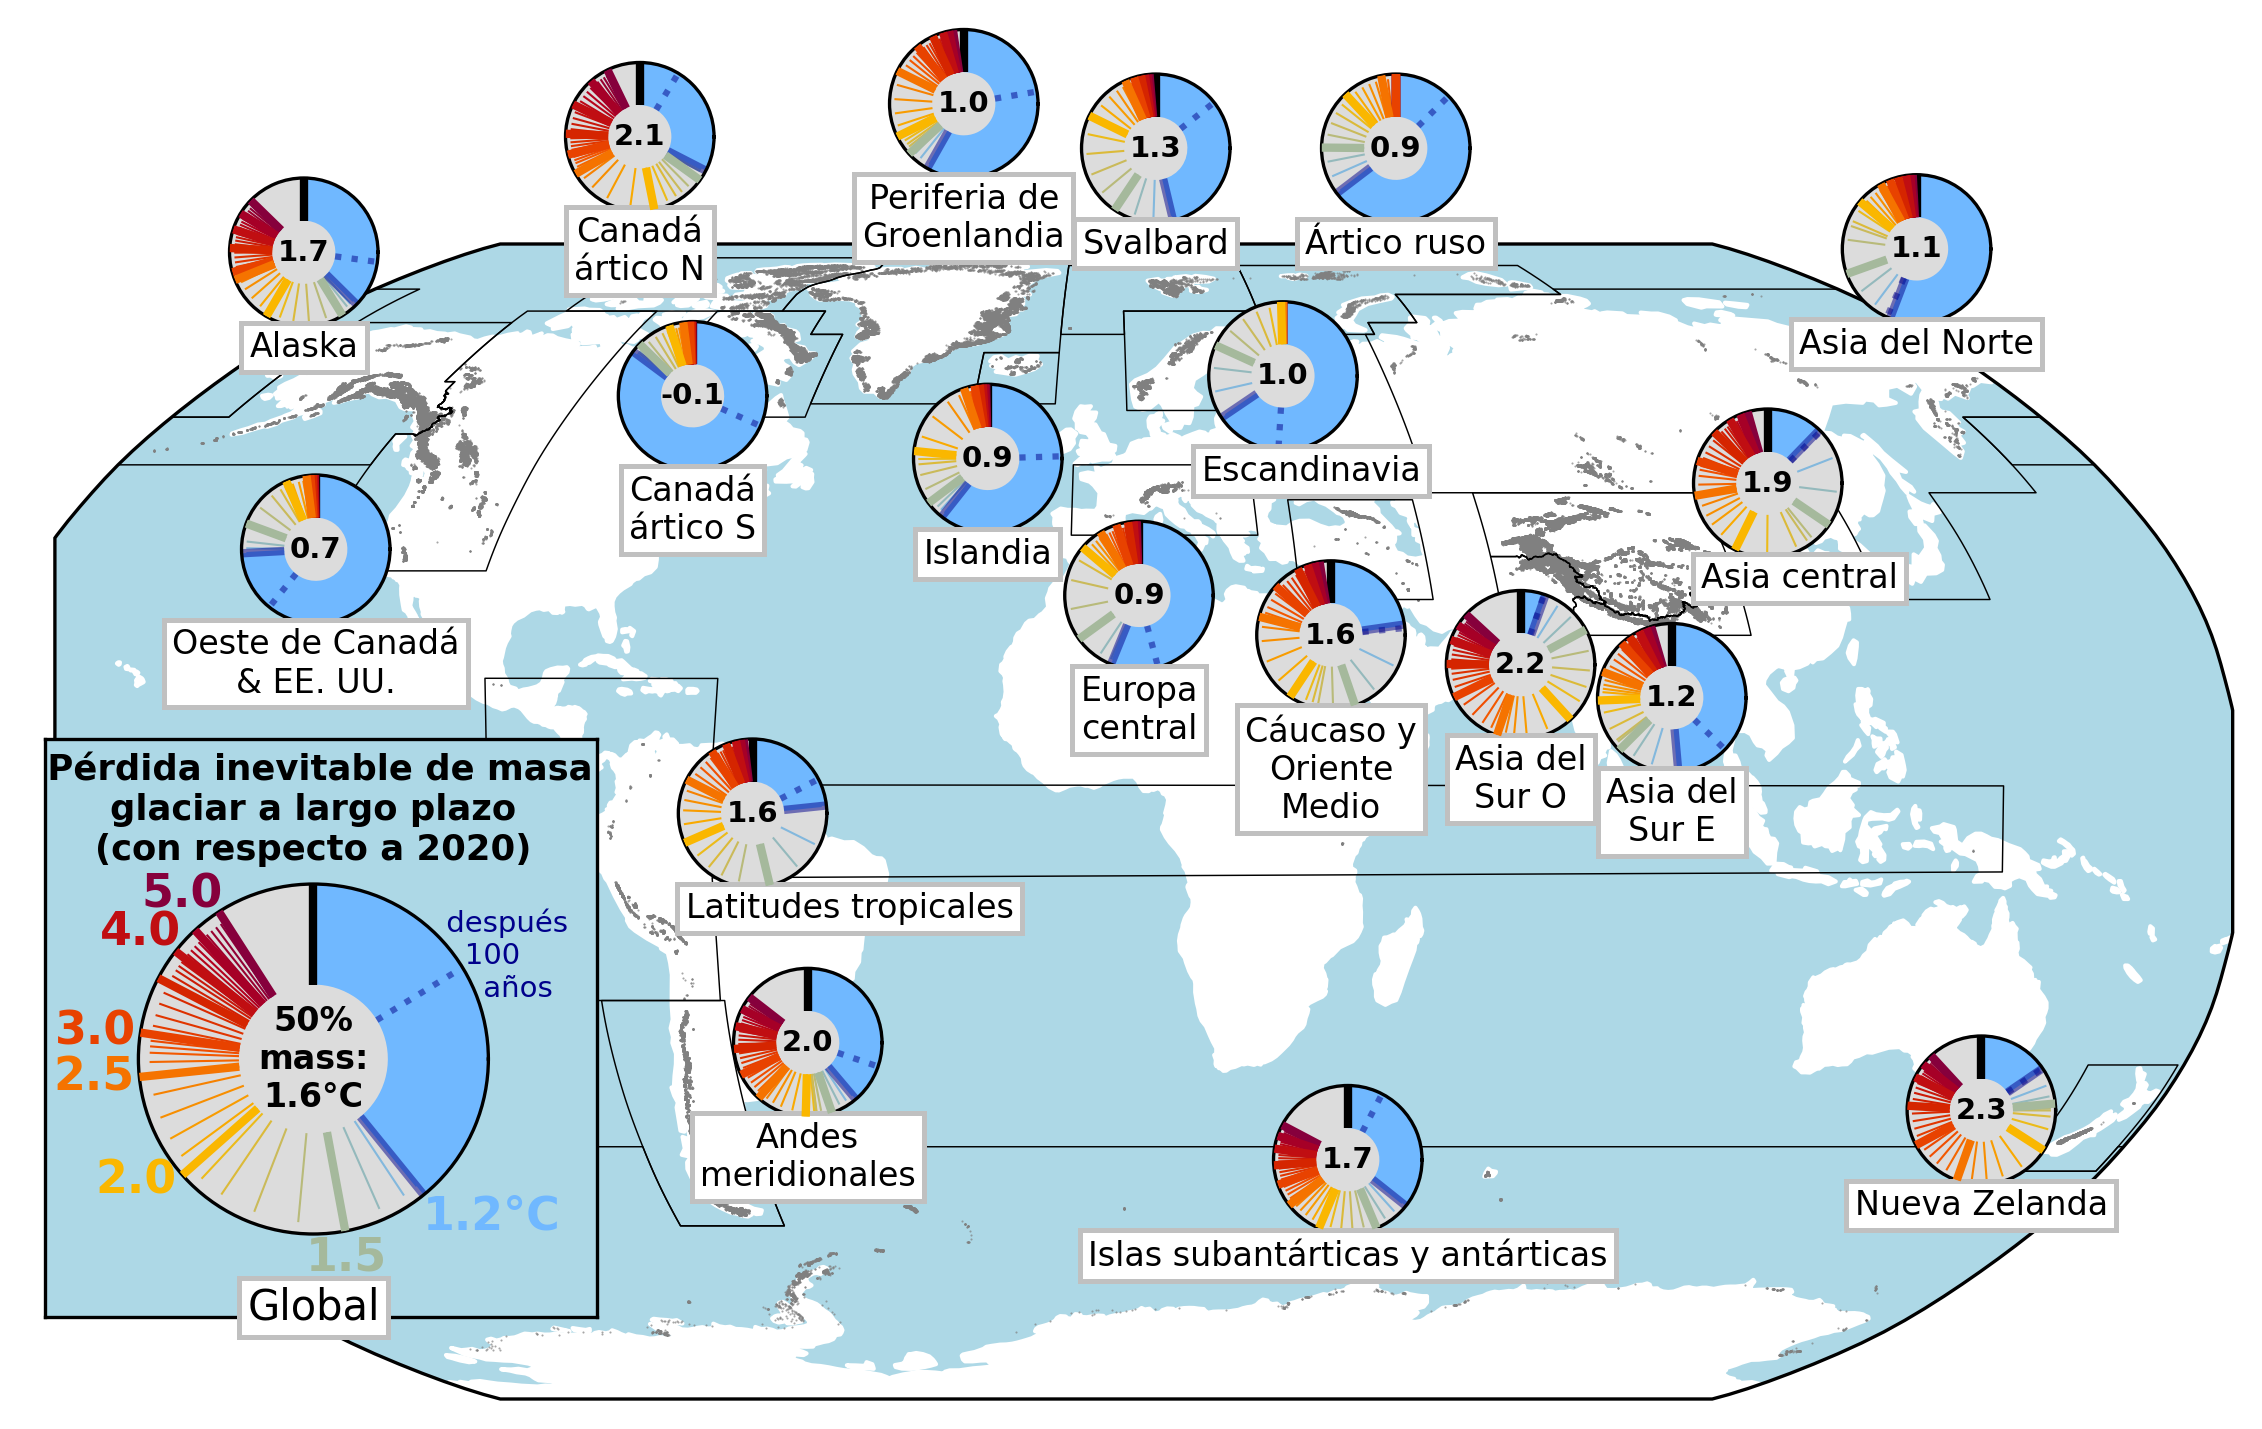 1.0
2.1
1.3
0.9
Periferia de
Groenlandia
Canadá
ártico N
Svalbard
Ártico ruso
1.7
1.1
Alaska
Asia del Norte
-0.1
1.0
0.9
Escandinavia
1.9
Canadá
ártico S
0.7
Islandia
Asia central
0.9
1.6
2.2
1.2
Oeste de Canadá
& EE. UU.
Europa
central
Cáucaso y
Oriente
Medio
Asia del
Sur O
Asia del
Sur E
Pérdida inevitable de masa
glaciar a largo plazo
(con respecto a 2020)
1.6
Latitudes tropicales
5.0
4.0
después
100
años
3.0
2.5
50%
mass:
1.6°C
2.0
1.2°C
1.5
Global
2.0
Andes
meridionales
1.7
Islas subantárticas y antárticas
2.3
Nueva Zelanda